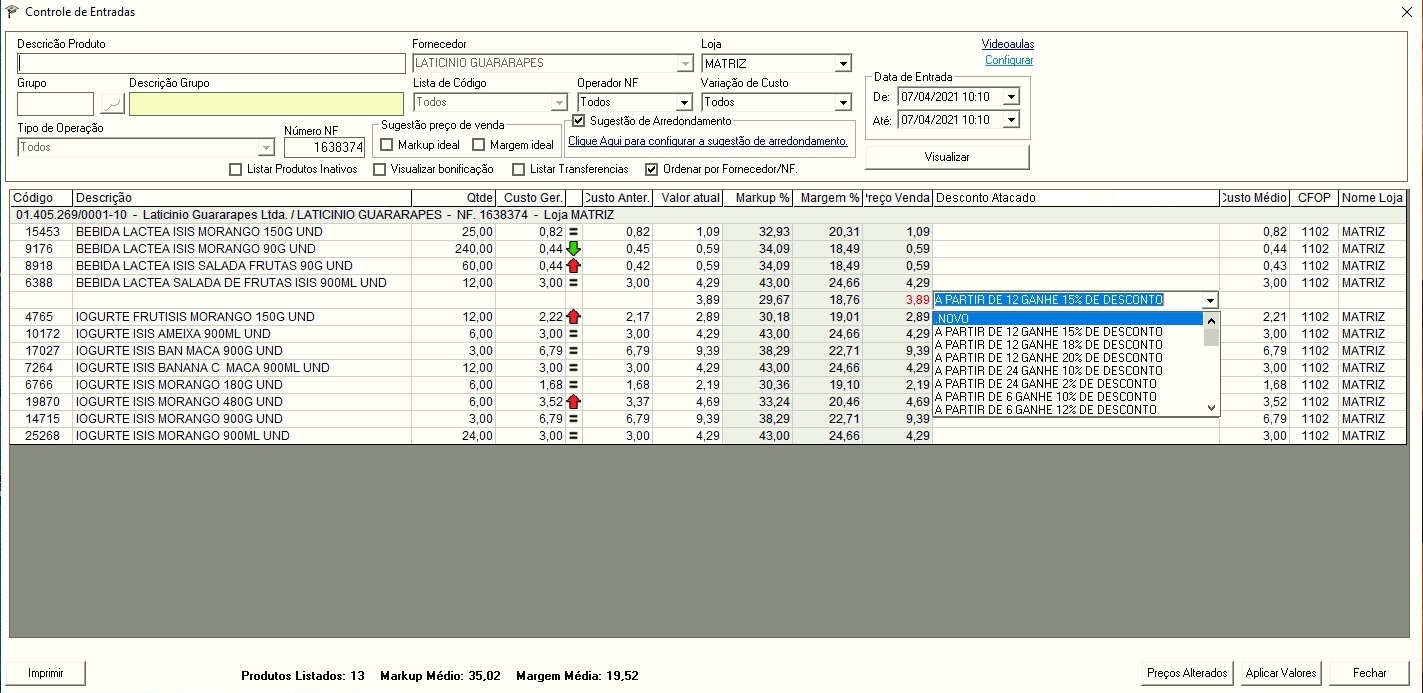 Controle de Entradas
Descricão Produto
Fornecedor
Loja
Videoaulas
LATICINIO GUARARAPES
MATRIZ
Configurar
Grupo
Descrição Grupo
Lista de Código
Operador NF
Variação de Custo
Data de Entrada
Todos
Todos
Todos
De: 07/04/2021 10:10
Até: 07/04/2021 10:10
Tipo de Operação
Número NF
Sugestão preço de venda
Sugestão de Arredondamento
Todos
1638374
Markup ideal
Margem ideal
Clique Aqui para configurar a sugestão de arredondamento.
Visualizar
Listar Produtos Inativos
Visualizar bonificação
Listar Transferencias
Ordenar por Fornecedor/NF.
Código Descrição Qtde Custo Ger. Custo Anter. Valor atual Markup % Margem % Preço Venda Desconto Atacado Custo Médio CFOP Nome Loja
01.405.269/0001-10 - Laticinio Guararapes Ltda. / LATICINIO GUARARAPES - NF. 1638374 - Loja MATRIZ
15453 BEBIDA LACTEA ISIS MORANGO 150G UND 25,00 0,82 = 0,82 1,09 32,93 20,31 1,09 0,82 1102 MATRIZ
9176 BEBIDA LACTEA ISIS MORANGO 90G UND 240,00 0,44 0,45 0,59 34,09 18,49 0,59 0,44 1102 MATRIZ
8918 BEBIDA LACTEA ISIS SALADA FRUTAS 90G UND 60,00 0,44 0,42 0,59 34,09 18,49 0,59 0,43 1102 MATRIZ
6388 BEBIDA LACTEA SALADA DE FRUTAS ISIS 900ML UND 12,00 3,00 = 3,00 4,29 43,00 24,66 4,29 3,00 1102 MATRIZ
3,89 29,67 18,76 3,89 A PARTIR DE 12 GANHE 15% DE DESCONTO
4765 IOGURTE FRUTISIS MORANGO 150G UND 12,00 2,22 2,17 2,89 30,18 19,01 2,89 2,21 1102 MATRIZ
10172 IOGURTE ISIS AMEIXA 900ML UND 6,00 3,00 = 3,00 4,29 43,00 24,66 4,29 3,00 1102 MATRIZ
17027 IOGURTE ISIS BAN MACA 900G UND 3,00 6,79 = 6,79 9,39 38,29 22,71 9,39 6,79 1102 MATRIZ
7264 IOGURTE ISIS BANANA C MACA 900ML UND 12,00 3,00 = 3,00 4,29 43,00 24,66 4,29 3,00 1102 MATRIZ
6766 IOGURTE ISIS MORANGO 180G UND 6,00 1,68 = 1,68 2,19 30,36 19,10 2,19 1,68 1102 MATRIZ
19870 IOGURTE ISIS MORANGO 480G UND 6,00 3,52 3,37 4,69 33,24 20,46 4,69 3,52 1102 MATRIZ
14715 IOGURTE ISIS MORANGO 900G UND 3,00 6,79 = 6,79 9,39 38,29 22,71 9,39 6,79 1102 MATRIZ
25268 IOGURTE ISIS MORANGO 900ML UND 24,00 3,00 = 3,00 4,29 43,00 24,66 4,29 3,00 1102 MATRIZ
.NOVO
A PARTIR DE 12 GANHE 15% DE DESCONTO
A PARTIR DE 12 GANHE 18% DE DESCONTO
A PARTIR DE 12 GANHE 20% DE DESCONTO
A PARTIR DE 24 GANHE 10% DE DESCONTO
A PARTIR DE 24 GANHE 2% DE DESCONTO
A PARTIR DE 6 GANHE 10% DE DESCONTO
A PARTIR DE 6 GANHE 12% DE DESCONTO
Imprimir
Produtos Listados: 13 Markup Médio: 35,02 Margem Média: 19,52
Preços Alterados
Aplicar Valores
Fechar